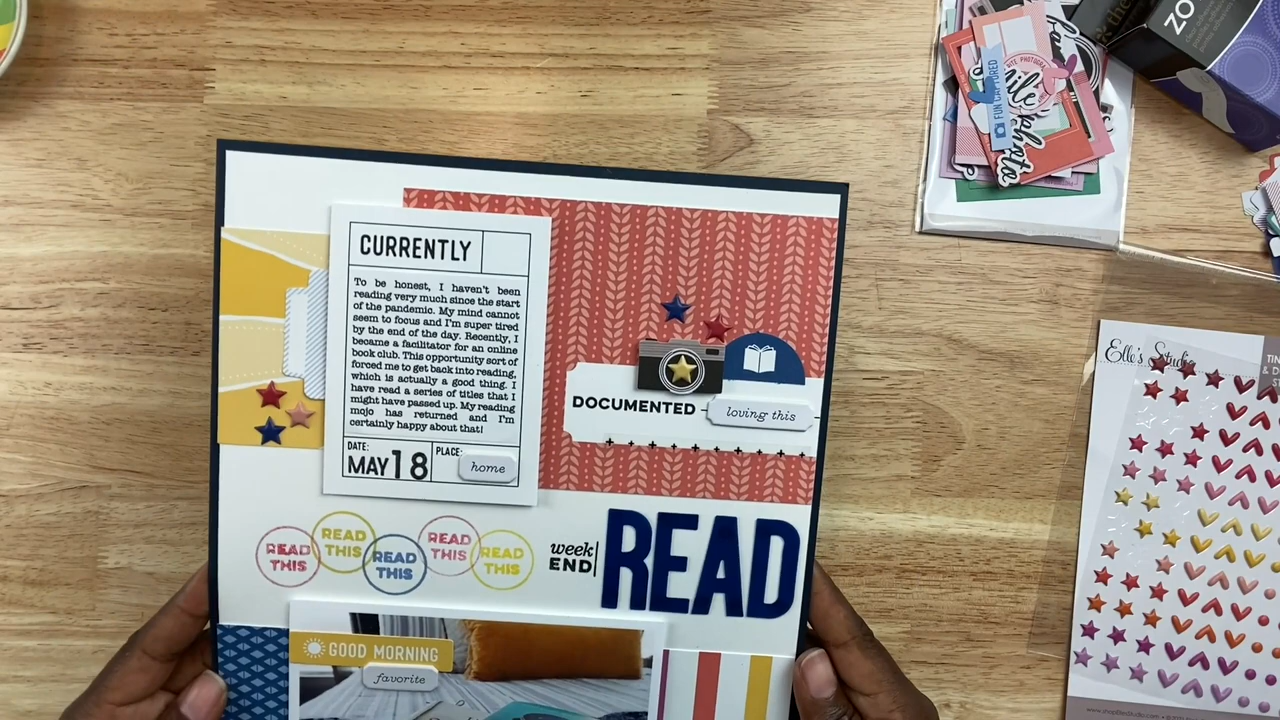 CURRENTLY
To be honest, I haven't been
reading very much since the start
of the pandemic. My mind cannot
seem to focus and I'm super tired
by the end of the day. Recently, I
became a facilitator for an online
book club. This opportunity sort of
forced me to get back into reading,
which is actually a good thing. I
have read a series of titles that I
might have passed up. My reading
mojo has returned and I'm
certainly happy about that!
DATE:
MAY 18
PLACE:
home
DOCUMENTED
loving this
READ
THIS
READ
THIS
READ
THIS
READ
THIS
READ
THIS
week
END
READ
GOOD MORNING
favorite
FUN CAPTURED
photo
ZO
Elle's Studio